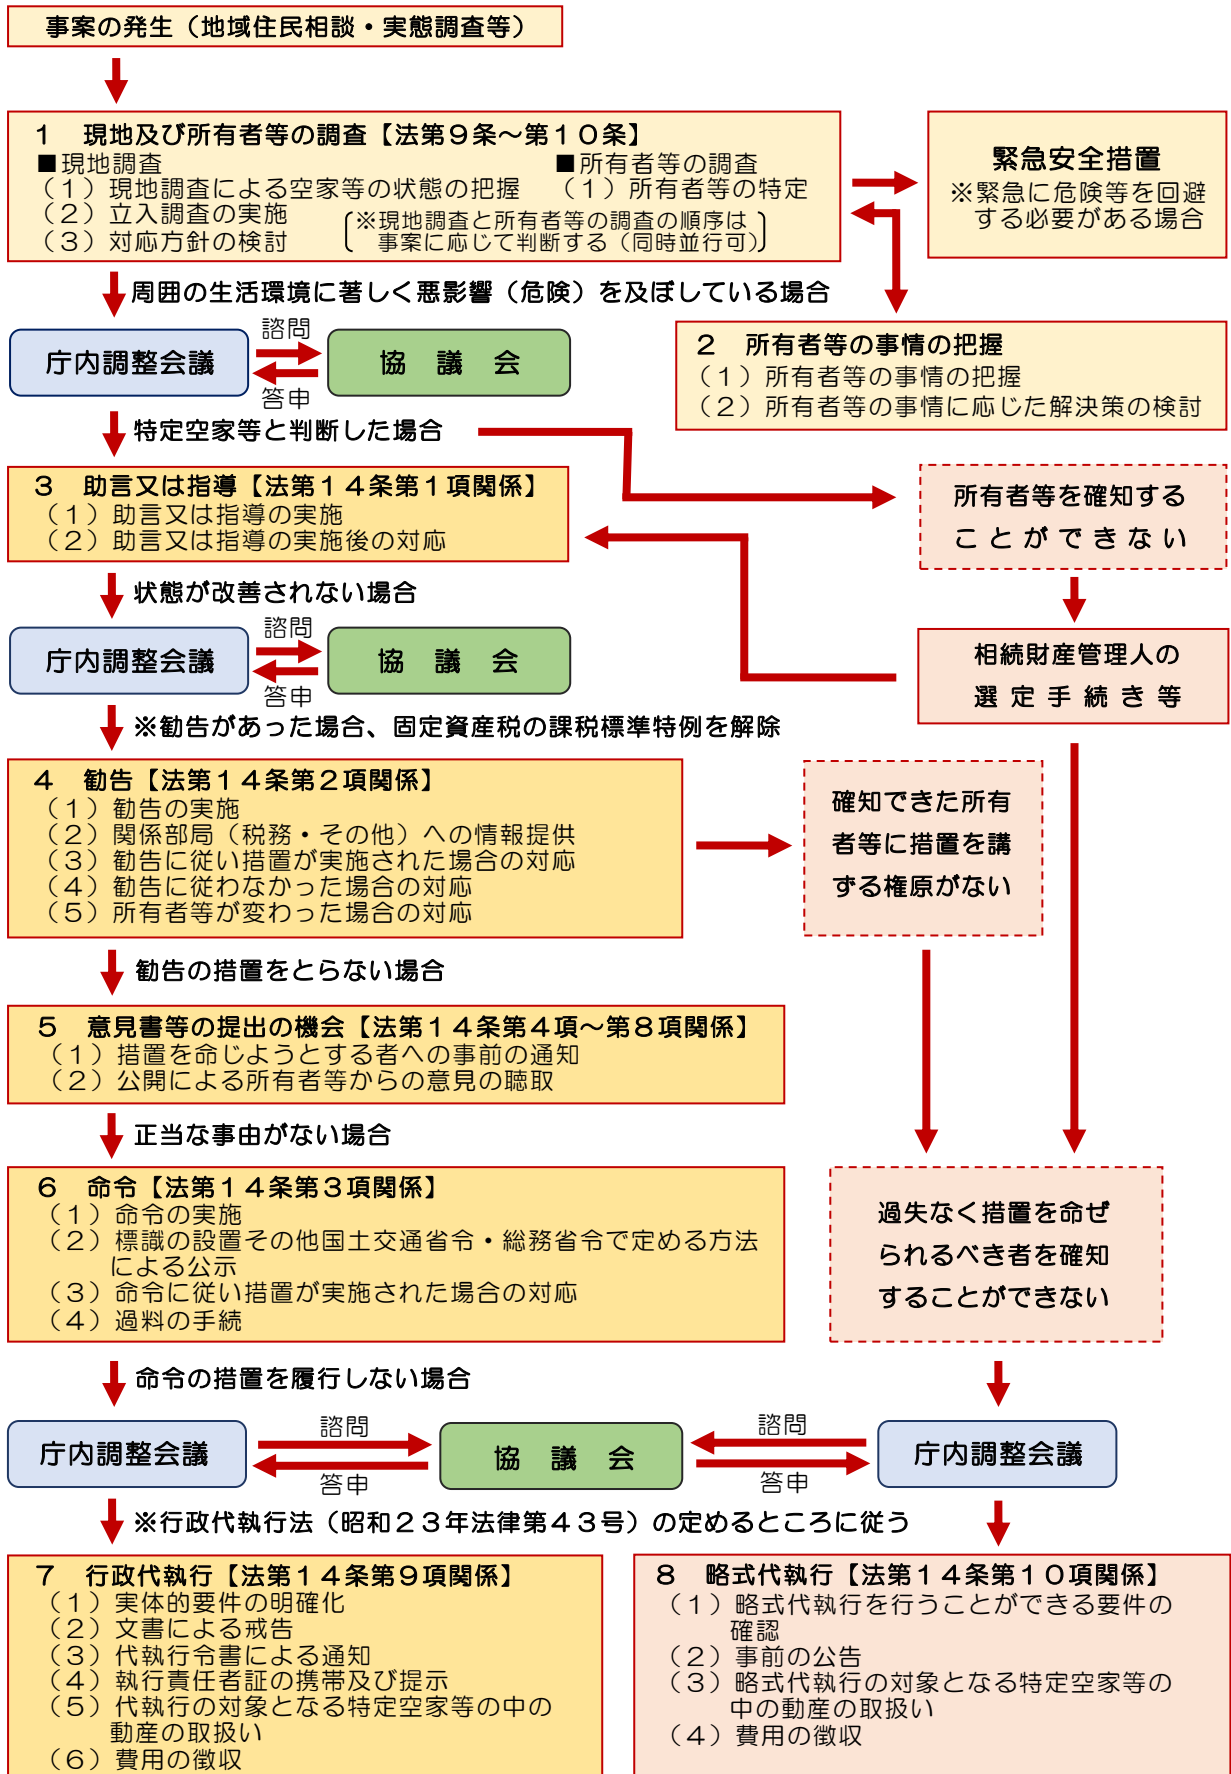 事案の発生（地域住民相談・実態調査等）
１　現地及び所有者等の調査【法第９条～第１０条】
■現地調査
（１）現地調査による空家等の状態の把握
（２）立入調査の実施
（３）対応方針の検討
■所有者等の調査
（１）所有者等の特定
※現地調査と所有者等の調査の順序は
事案に応じて判断する（同時並行可）
緊急安全措置
※緊急に危険等を回避
する必要がある場合
周囲の生活環境に著しく悪影響（危険）を及ぼしている場合
２　所有者等の事情の把握
（１）所有者等の事情の把握
（２）所有者等の事情に応じた解決策の検討
庁内調整会議
諮問
答申
協　議　会
特定空家等と判断した場合
３　助言又は指導【法第１４条第１項関係】
（１）助言又は指導の実施
（２）助言又は指導の実施後の対応
所有者等を確知する
ことができない
状態が改善されない場合
庁内調整会議
諮問
答申
協　議　会
相続財産管理人の
選定手続き等
※勧告があった場合、固定資産税の課税標準特例を解除
４　勧告【法第１４条第２項関係】
（１）勧告の実施
（２）関係部局（税務・その他）への情報提供
（３）勧告に従い措置が実施された場合の対応
（４）勧告に従わなかった場合の対応
（５）所有者等が変わった場合の対応
確知できた所有
者等に措置を講
ずる権原がない
勧告の措置をとらない場合
５　意見書等の提出の機会【法第１４条第４項～第８項関係】
（１）措置を命じようとする者への事前の通知
（２）公開による所有者等からの意見の聴取
正当な事由がない場合
６　命令【法第１４条第３項関係】
（１）命令の実施
（２）標識の設置その他国土交通省令・総務省令で定める方法
による公示
（３）命令に従い措置が実施された場合の対応
（４）過料の手続
過失なく措置を命ぜ
られるべき者を確知
することができない
命令の措置を履行しない場合
庁内調整会議
諮問
答申
協　議　会
諮問
答申
庁内調整会議
※行政代執行法（昭和２３年法律第４３号）の定めるところに従う
７　行政代執行【法第１４条第９項関係】
（１）実体的要件の明確化
（２）文書による戒告
（３）代執行令書による通知
（４）執行責任者証の携帯及び提示
（５）代執行の対象となる特定空家等の中の
動産の取扱い
（６）費用の徴収
８　略式代執行【法第１４条第１０項関係】
（１）略式代執行を行うことができる要件の
確認
（２）事前の公告
（３）略式代執行の対象となる特定空家等の
中の動産の取扱い
（４）費用の徴収